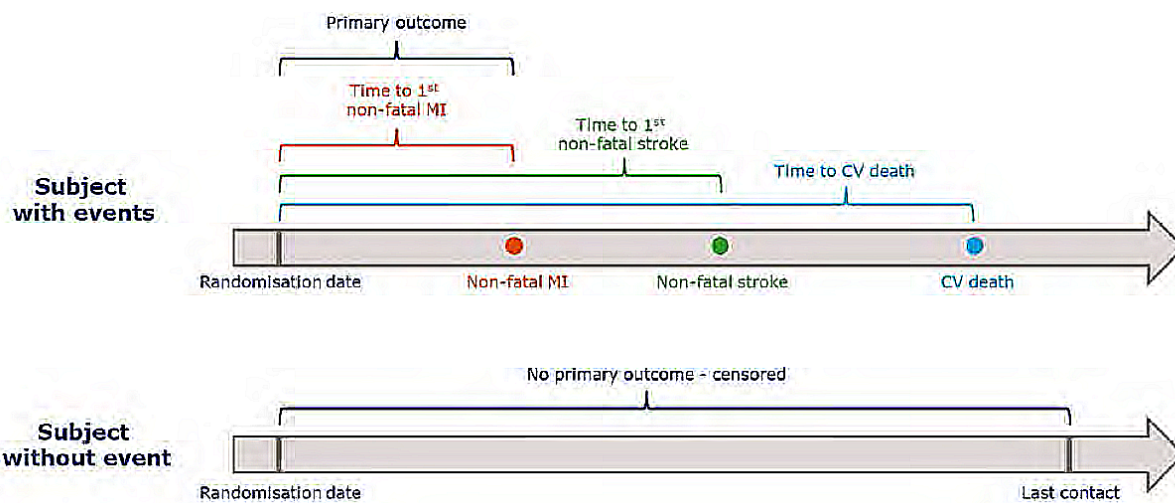 Primary outcome
Time to 1st
non-fatal MI
Time to 1st
non-fatal stroke
Time to CV death
Subject
with events
Randomisation date
Non-fatal MI
Non-fatal stroke
CV death
No primary outcome - censored
Subject
without event
Randomisation date
Last contact